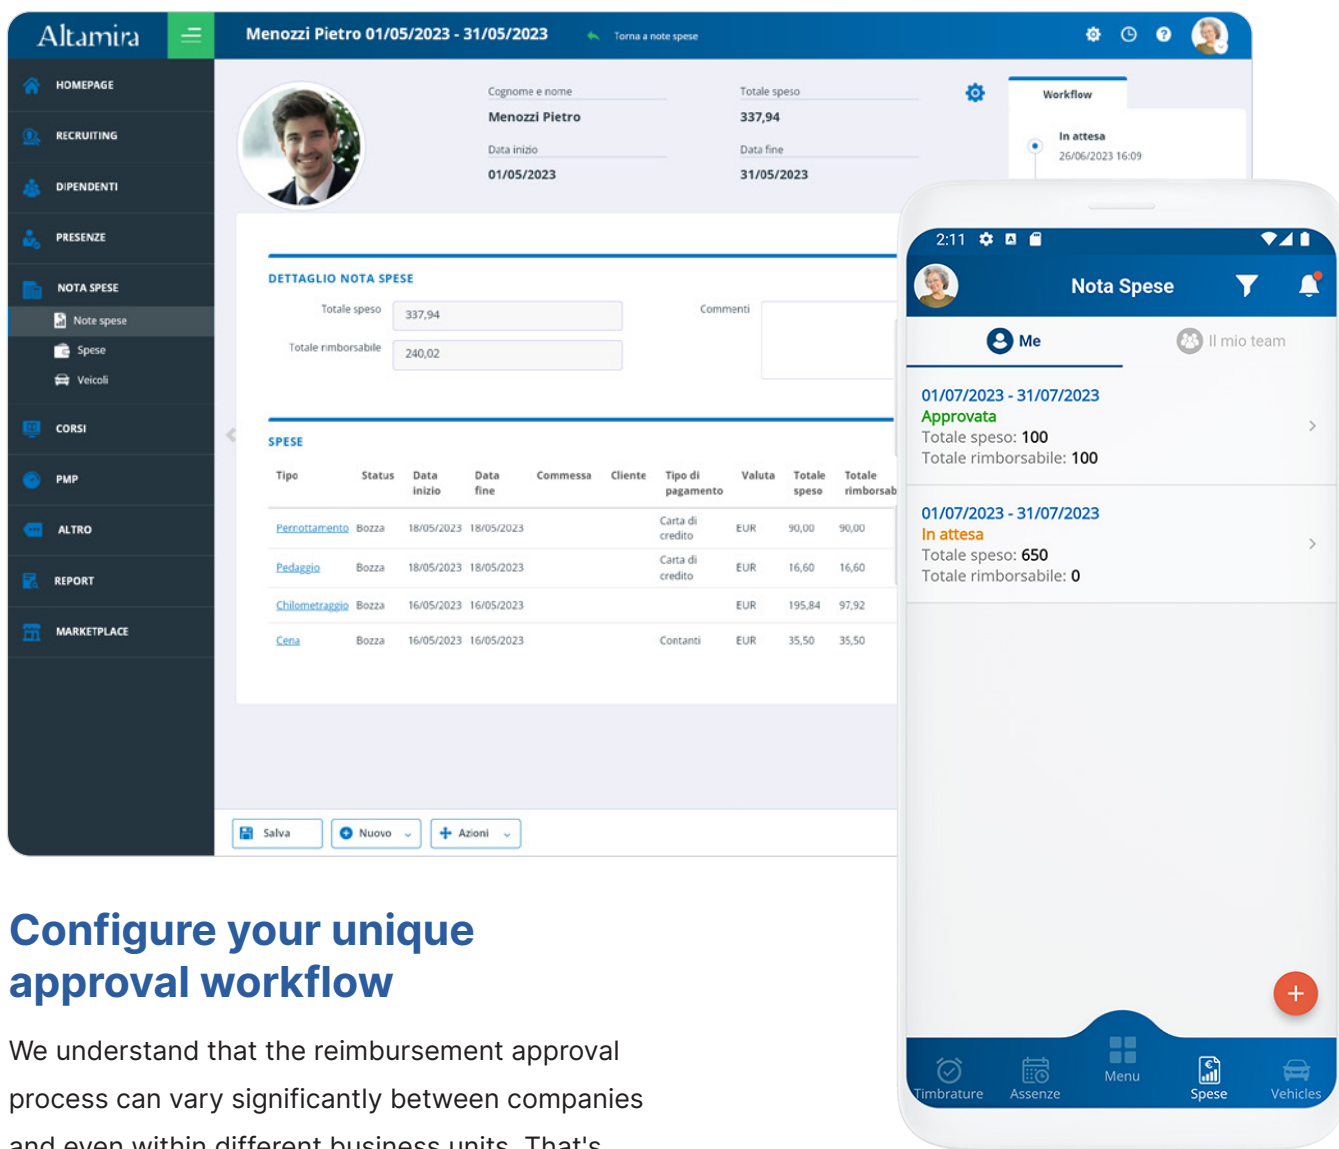 Altamira
Menozzi Pietro 01/05/2023 - 31/05/2023
Torna a note spese
HOMEPAGE
RECRUITING
DIPENDENTI
PRESENZE
NOTA SPESE
Note spese
Spese
Veicoli
CORSI
PMP
ALTRO
REPORT
MARKETPLACE
Cognome e nome
Menozzi Pietro
Totale speso
337,94
Data inizio
01/05/2023
Data fine
31/05/2023
Workflow
In attesa
26/06/2023 16:09
DETTAGLIO NOTA SPESE
Totale speso 337,94
Commenti
Totale rimborsabile 240,02
SPESE
Tipo Status Data inizio Data fine Commessa Cliente Tipo di pagamento Valuta Totale speso Totale rimborsab
Pernottamento Bozza 18/05/2023 18/05/2023 Carta di credito EUR 90,00 90,00
Pedaggio Bozza 18/05/2023 18/05/2023 Carta di credito EUR 16,60 16,60
Chilometraggio Bozza 16/05/2023 16/05/2023 EUR 195,84 97,92
Cena Bozza 16/05/2023 16/05/2023 Contanti EUR 35,50 35,50
Salva
Nuovo
Azioni
2:11
Nota Spese
Me
Il mio team
01/07/2023 - 31/07/2023
Approvata
Totale speso: 100
Totale rimborsabile: 100
01/07/2023 - 31/07/2023
In attesa
Totale speso: 650
Totale rimborsabile: 0
Timbrature
Assenze
Menu
Spese
Vehicles
Configure your unique
approval workflow
We understand that the reimbursement approval
process can vary significantly between companies
and even within different business units. That's